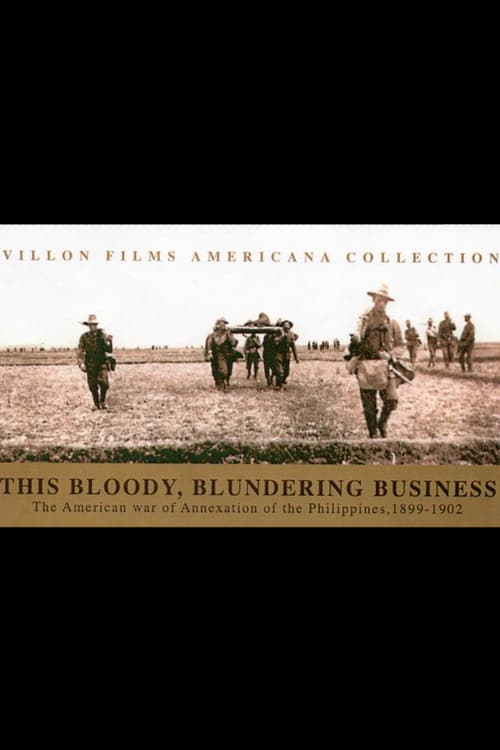 VILLON FILMS AMERICANA COLLECTION
THIS BLOODY, BLUNDERING BUSINESS
The American war of Annexation of the Philippines,1899-1902